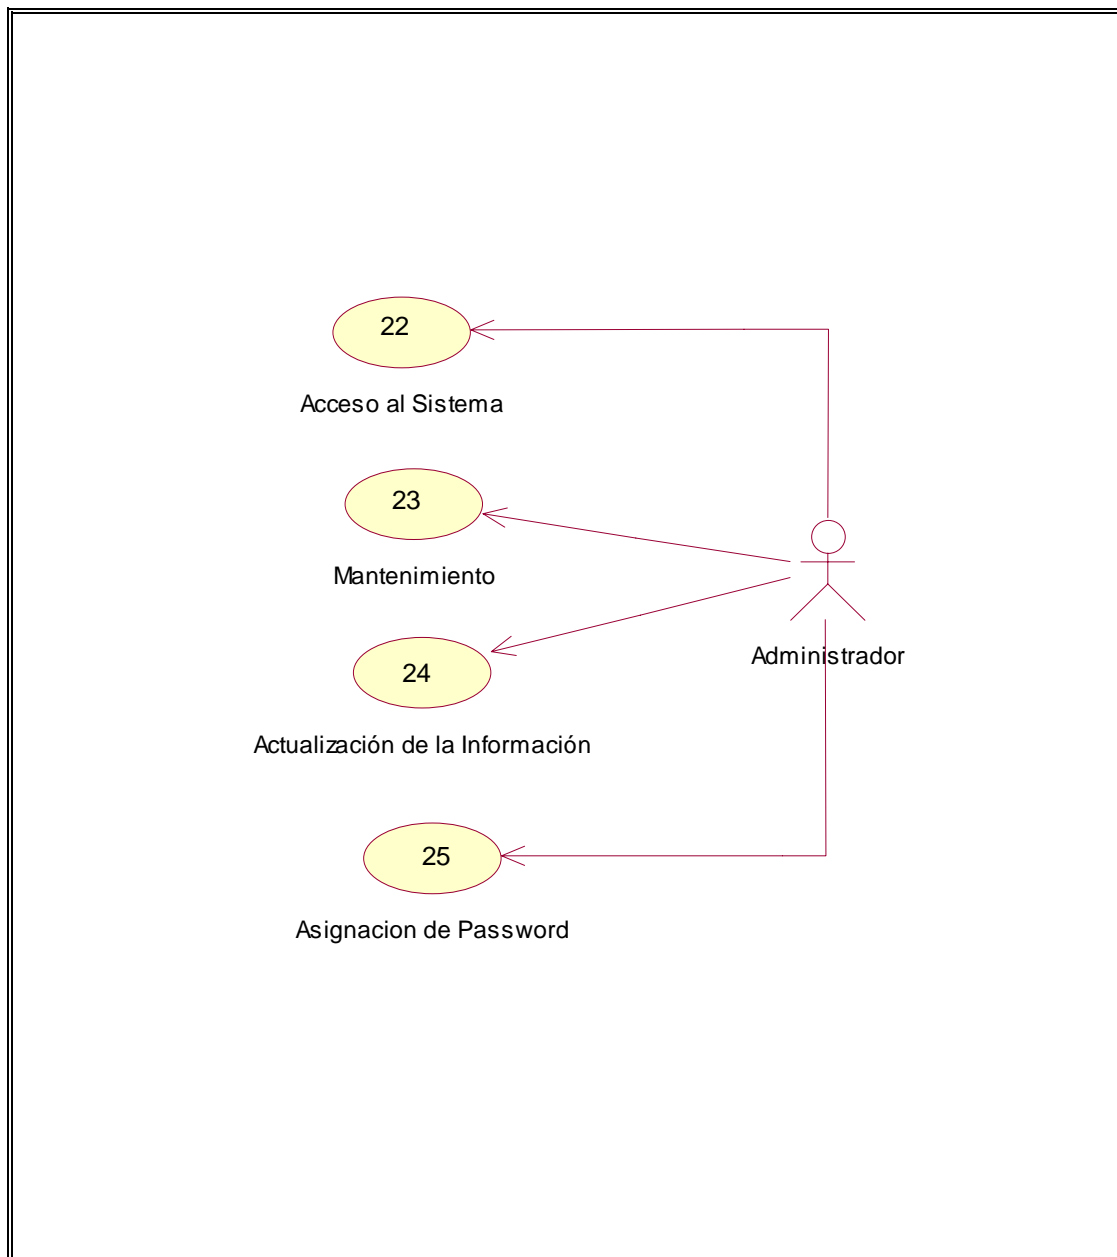 22
Acceso al Sistema
23
Mantenimiento
Administrador
24
Actualización de la Información
25
Asignacion de Password